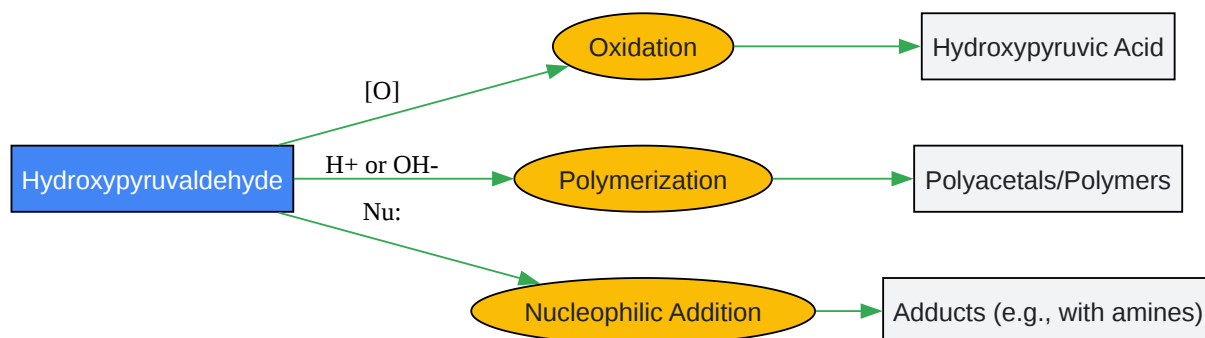 Oxidation
Hydroxypyruvic Acid
[O]
Hydroxypyruvaldehyde
H+ or OH-
Polymerization
Polyacetals/Polymers
Nu:
Nucleophilic Addition
Adducts (e.g., with amines)